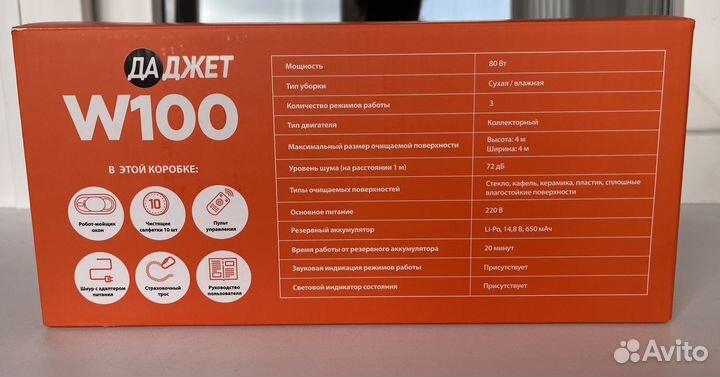 ДАДЖЕТ
W100
В ЭТОЙ КОРОБКЕ:
Робот-мойщик
окон
10
Чистящие
салфетки 10 шт
Пульт
управления
Шнур с адаптером
питания
Страховочный
трос
Руководство
пользователя
Мощность 80 Вт
Тип уборки Сухая / влажная
Количество режимов работы 3
Тип двигателя Коллекторный
Максимальный размер очищаемой поверхности Высота: 4 м
Ширина: 4 м
Уровень шума (на расстоянии 1 м) 72 дБ
Типы очищаемых поверхностей Стекло, кафель, керамика, пластик, сплошные
влагостойкие поверхности
Основное питание 220 В
Резервный аккумулятор Li-Po, 14,8 В, 650 мАч
Время работы от резервного аккумулятора 20 минут
Звуковая индикация режимов работы Присутствует
Световой индикатор состояния Присутствует
Avito